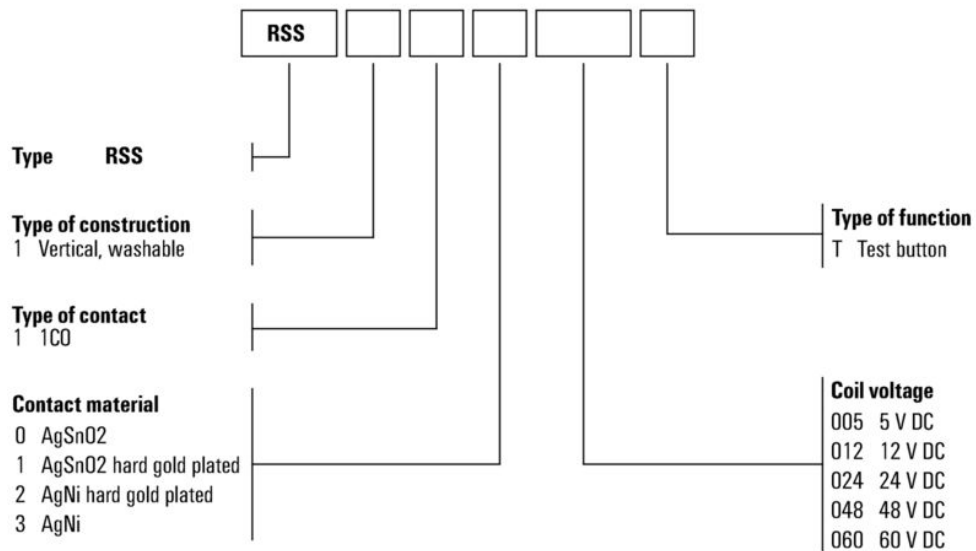 RSS
Type RSS
Type of construction
1 Vertical, washable
Type of contact
1 1CO
Contact material
0 AgSnO2
1 AgSnO2 hard gold plated
2 AgNi hard gold plated
3 AgNi
Type of function
T Test button
Coil voltage
005 5 V DC
012 12 V DC
024 24 V DC
048 48 V DC
060 60 V DC